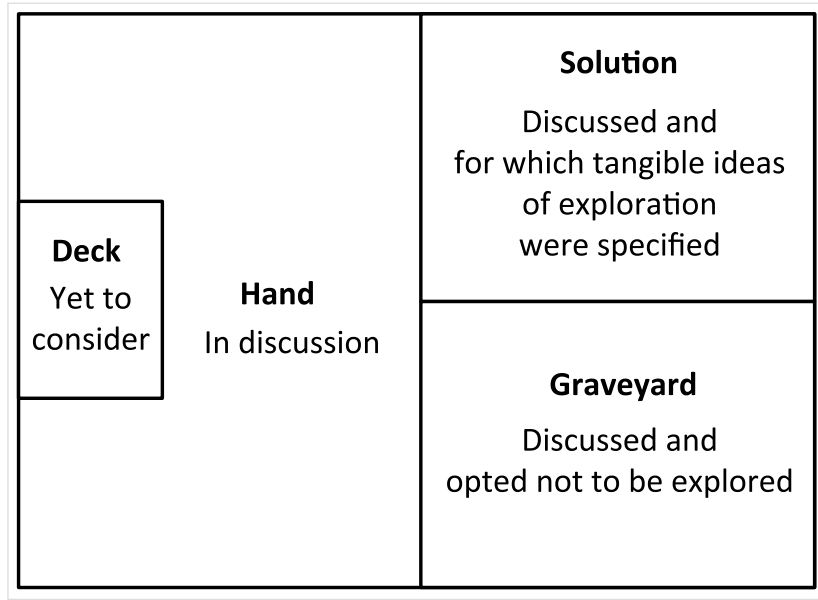 Deck
Yet to
consider
Hand
In discussion
Solution
Discussed and
for which tangible ideas
of exploration
were specified
Graveyard
Discussed and
opted not to be explored